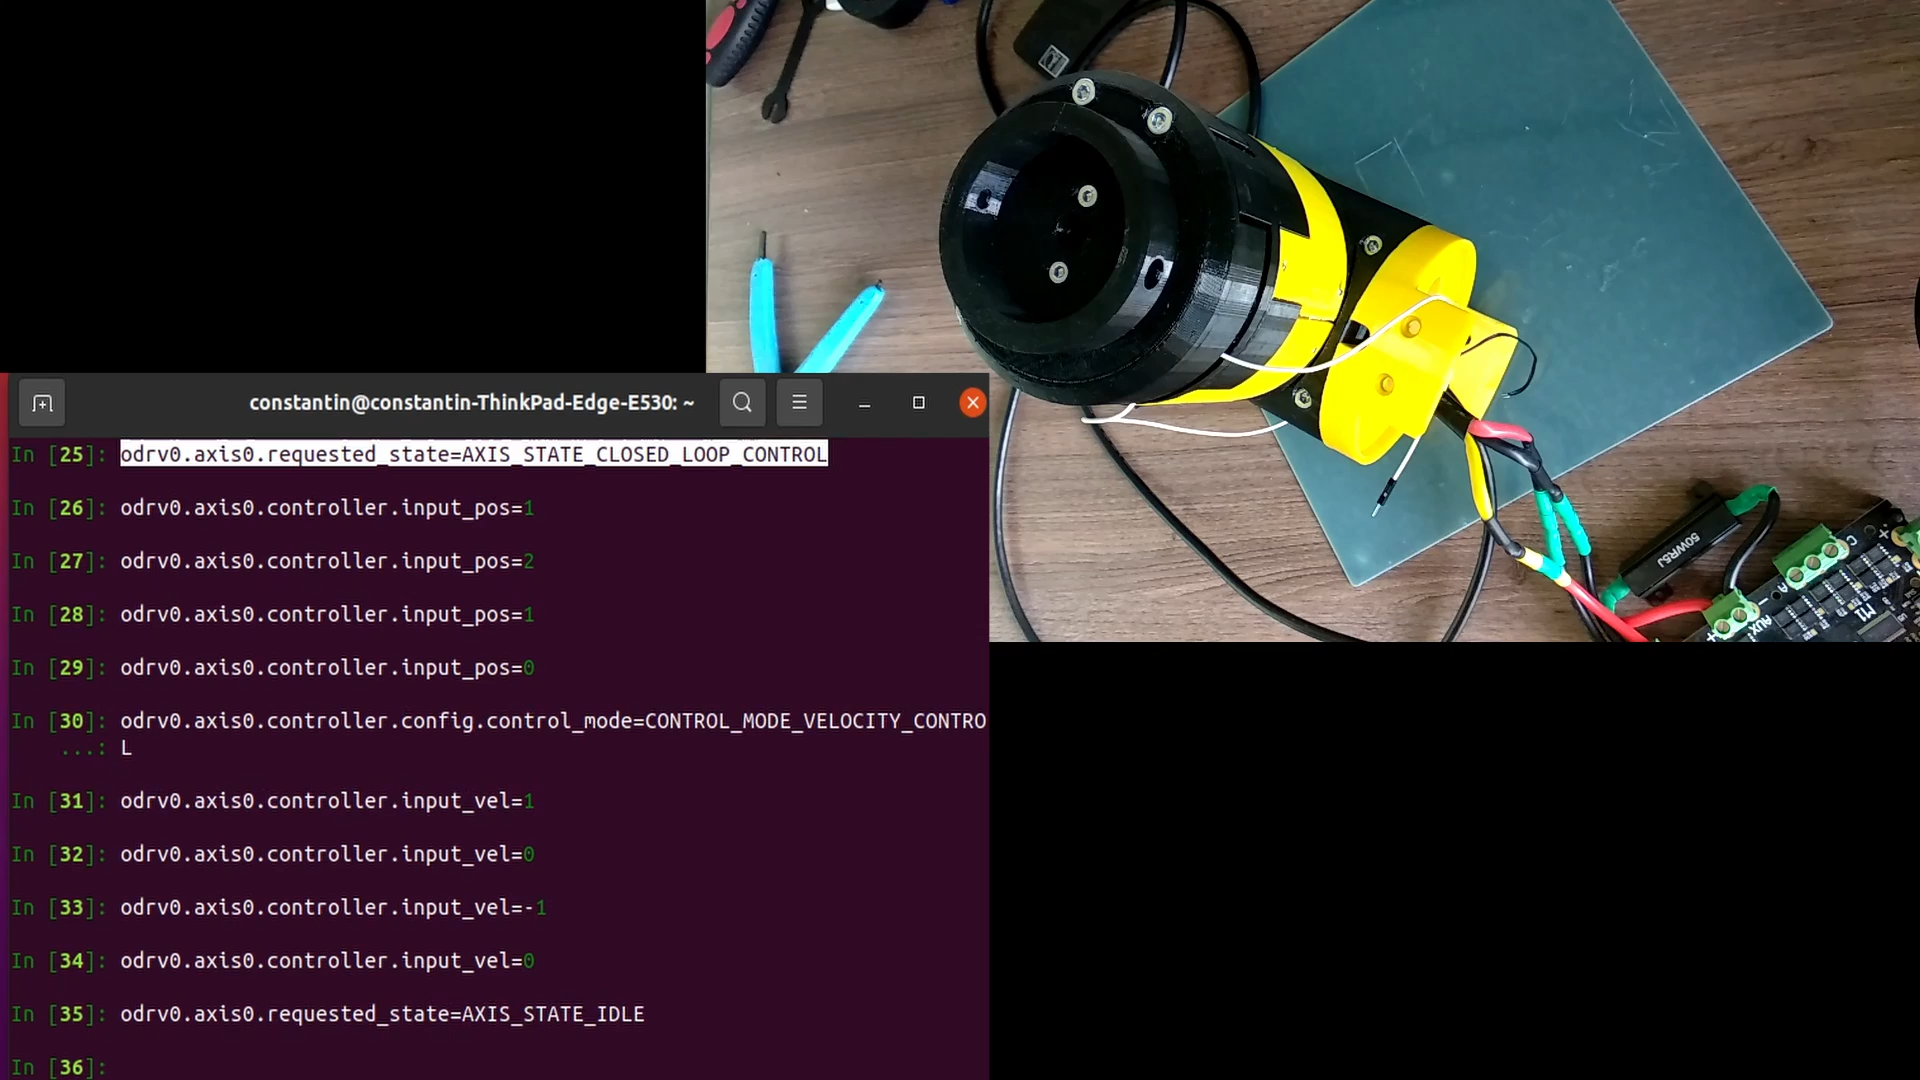 constantin@constantin-ThinkPad-Edge-E530: ~
In [25]: odrv0.axis0.requested_state=AXIS_STATE_CLOSED_LOOP_CONTROL
In [26]: odrv0.axis0.controller.input_pos=1
In [27]: odrv0.axis0.controller.input_pos=2
In [28]: odrv0.axis0.controller.input_pos=1
In [29]: odrv0.axis0.controller.input_pos=0
In [30]: odrv0.axis0.controller.config.control_mode=CONTROL_MODE_VELOCITY_CONTRO
...: L
In [31]: odrv0.axis0.controller.input_vel=1
In [32]: odrv0.axis0.controller.input_vel=0
In [33]: odrv0.axis0.controller.input_vel=-1
In [34]: odrv0.axis0.controller.input_vel=0
In [35]: odrv0.axis0.requested_state=AXIS_STATE_IDLE
In [36]:
50WR5J
C
A
M1
AUX
+